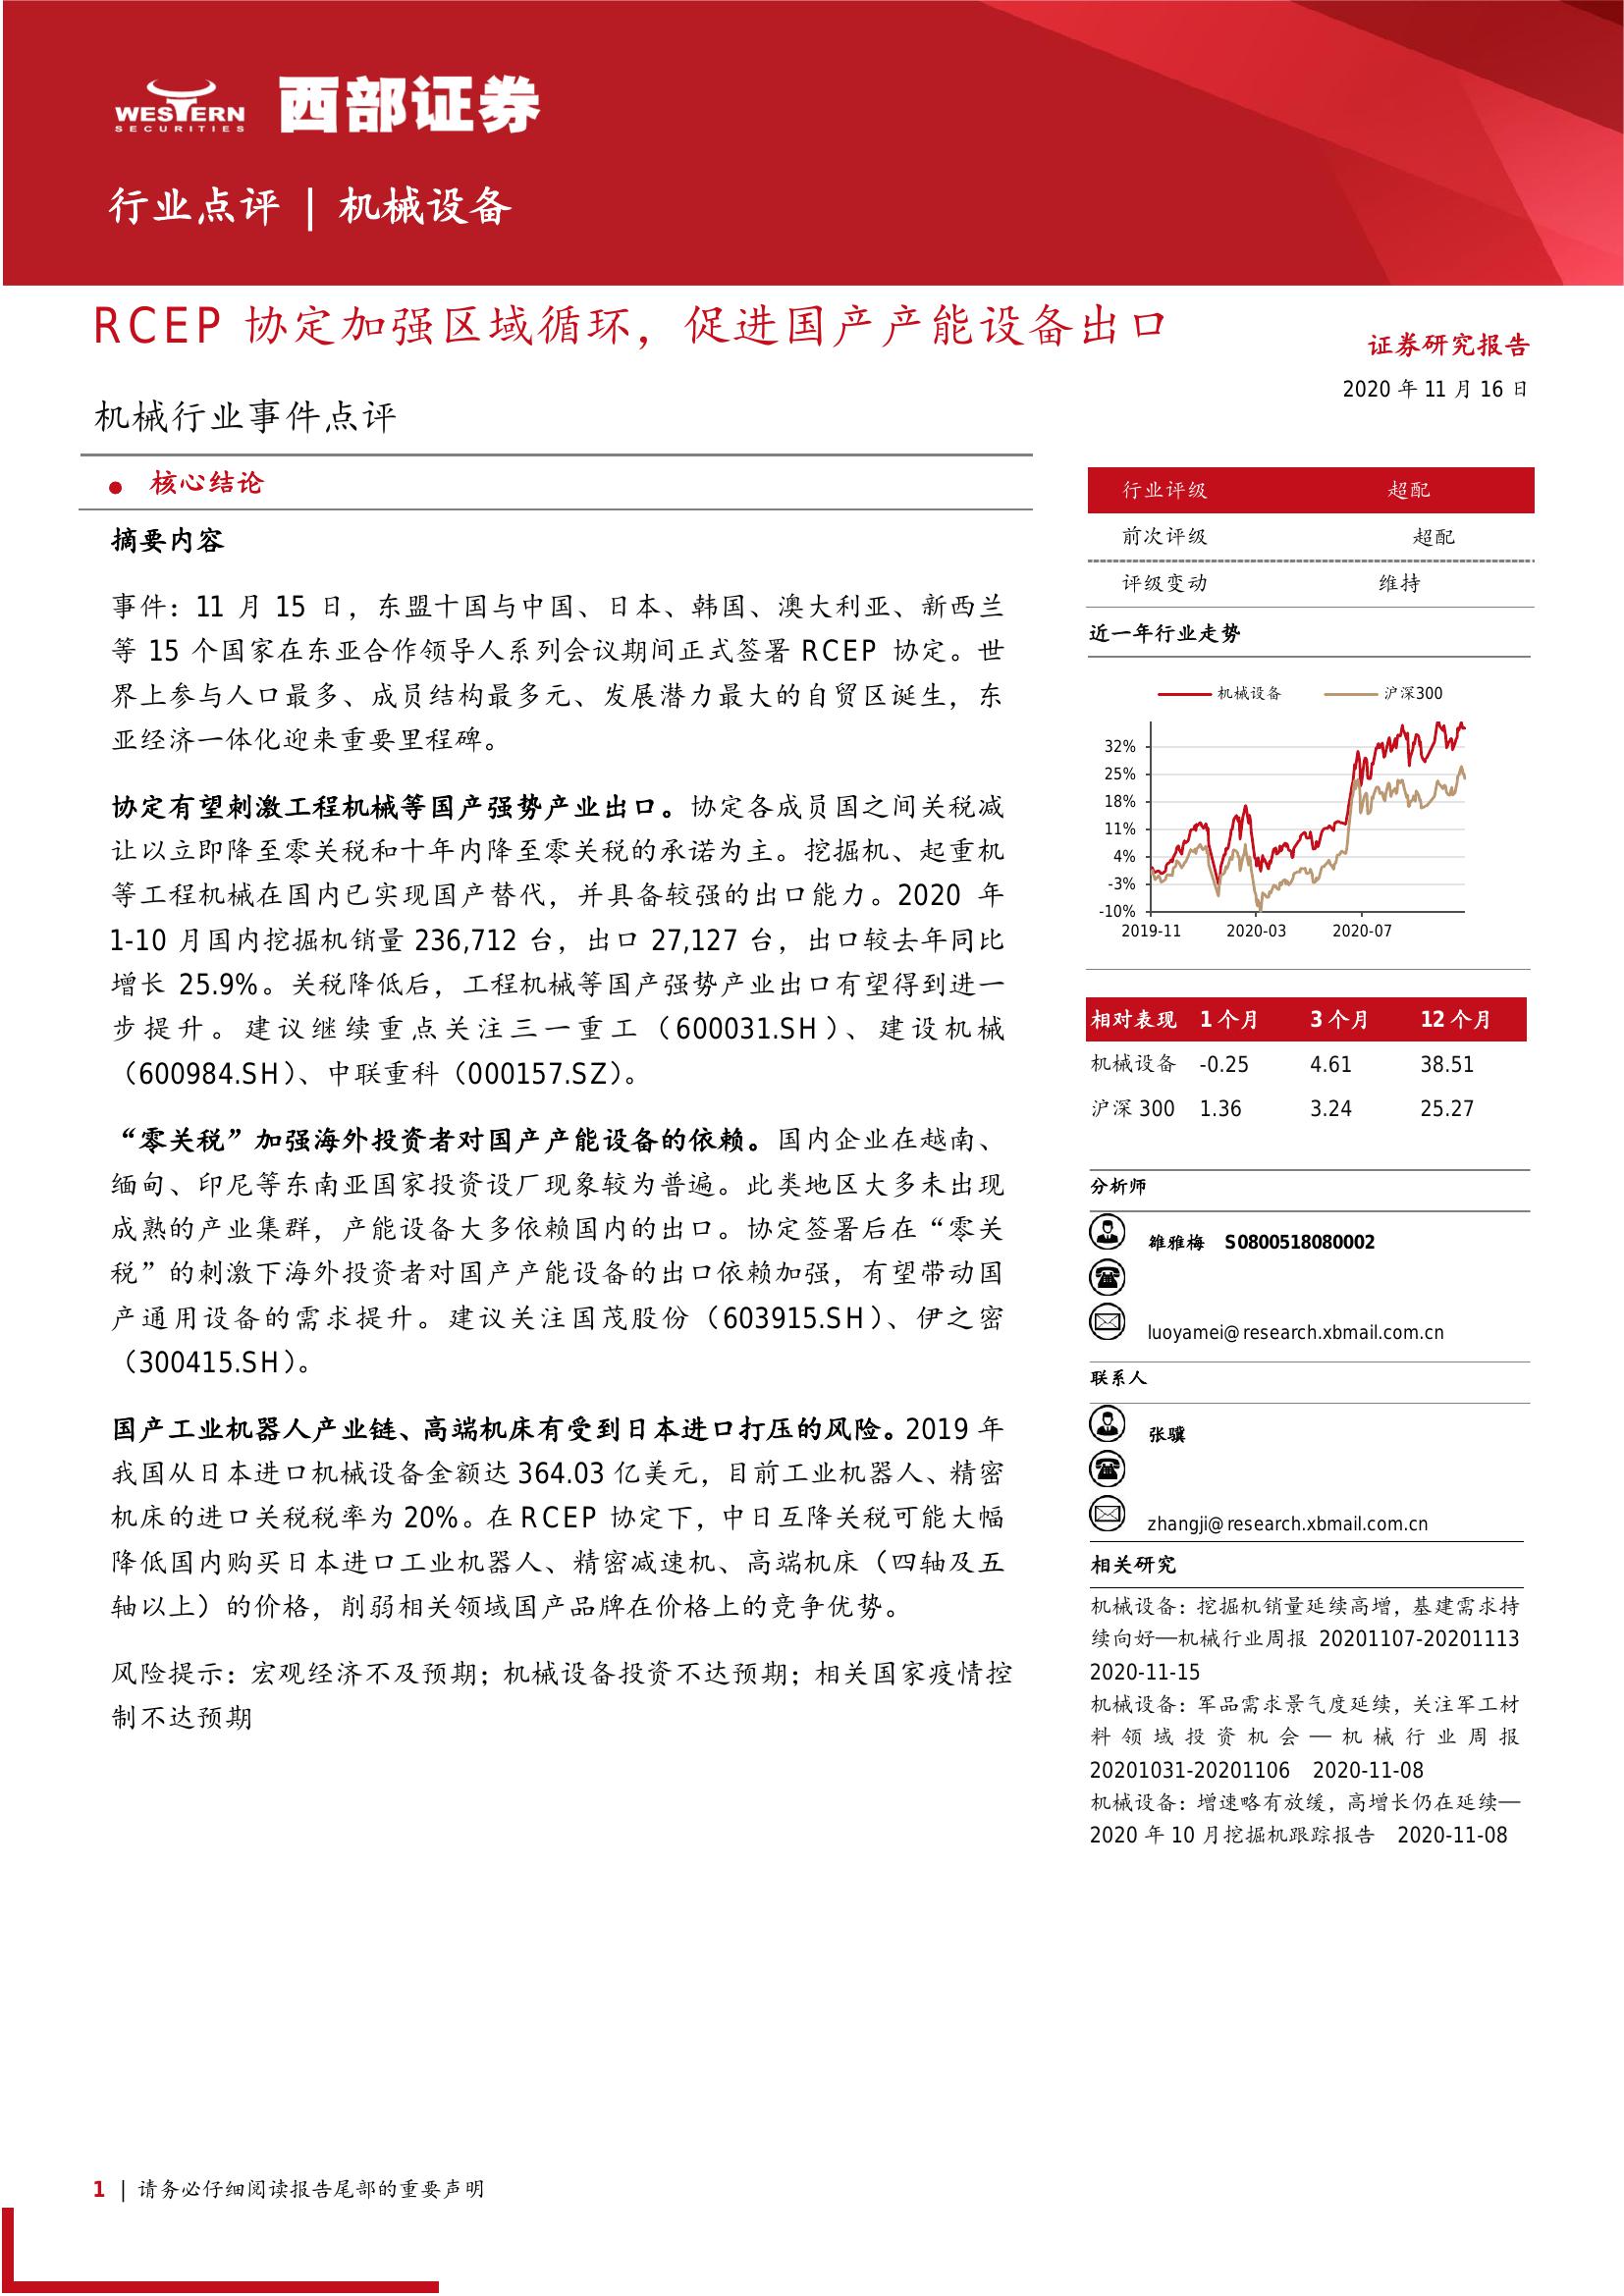 WESTERN
SECURITIES
西部证券
行业点评 | 机械设备
RCEP 协定加强区域循环，促进国产产能设备出口
机械行业事件点评
证券研究报告
2020 年 11 月 16 日
● 核心结论
摘要内容
事件：11 月 15 日，东盟十国与中国、日本、韩国、澳大利亚、新西兰
等 15 个国家在东亚合作领导人系列会议期间正式签署 RCEP 协定。世
界上参与人口最多、成员结构最多元、发展潜力最大的自贸区诞生，东
亚经济一体化迎来重要里程碑。
协定有望刺激工程机械等国产强势产业出口。协定各成员国之间关税减
让以立即降至零关税和十年内降至零关税的承诺为主。挖掘机、起重机
等工程机械在国内已实现国产替代，并具备较强的出口能力。2020 年
1-10 月国内挖掘机销量 236,712 台，出口 27,127 台，出口较去年同比
增长 25.9%。关税降低后，工程机械等国产强势产业出口有望得到进一
步提升。建议继续重点关注三一重工（600031.SH）、建设机械
（600984.SH）、中联重科（000157.SZ）。
“零关税”加强海外投资者对国产产能设备的依赖。国内企业在越南、
缅甸、印尼等东南亚国家投资设厂现象较为普遍。此类地区大多未出现
成熟的产业集群，产能设备大多依赖国内的出口。协定签署后在“零关
税”的刺激下海外投资者对国产产能设备的出口依赖加强，有望带动国
产通用设备的需求提升。建议关注国茂股份（603915.SH）、伊之密
（300415.SH）。
国产工业机器人产业链、高端机床有受到日本进口打压的风险。2019 年
我国从日本进口机械设备金额达 364.03 亿美元，目前工业机器人、精密
机床的进口关税税率为 20%。在 RCEP 协定下，中日互降关税可能大幅
降低国内购买日本进口工业机器人、精密减速机、高端机床（四轴及五
轴以上）的价格，削弱相关领域国产品牌在价格上的竞争优势。
风险提示：宏观经济不及预期；机械设备投资不达预期；相关国家疫情控
制不达预期
行业评级 超配
前次评级 超配
评级变动 维持
近一年行业走势
机械设备 沪深300
32%
25%
18%
11%
4%
-3%
-10%
2019-11 2020-03 2020-07
相对表现 1 个月 3 个月 12 个月
机械设备 -0.25 4.61 38.51
沪深 300 1.36 3.24 25.27
分析师
雒雅梅 S0800518080002
luoyamei@research.xbmail.com.cn
联系人
张骥
zhangji@research.xbmail.com.cn
相关研究
机械设备：挖掘机销量延续高增，基建需求持
续向好—机械行业周报 20201107-20201113
2020-11-15
机械设备：军品需求景气度延续，关注军工材
料领域投资机会—机械行业周报
20201031-20201106 2020-11-08
机械设备：增速略有放缓，高增长仍在延续—
2020 年 10 月挖掘机跟踪报告 2020-11-08
1 | 请务必仔细阅读报告尾部的重要声明